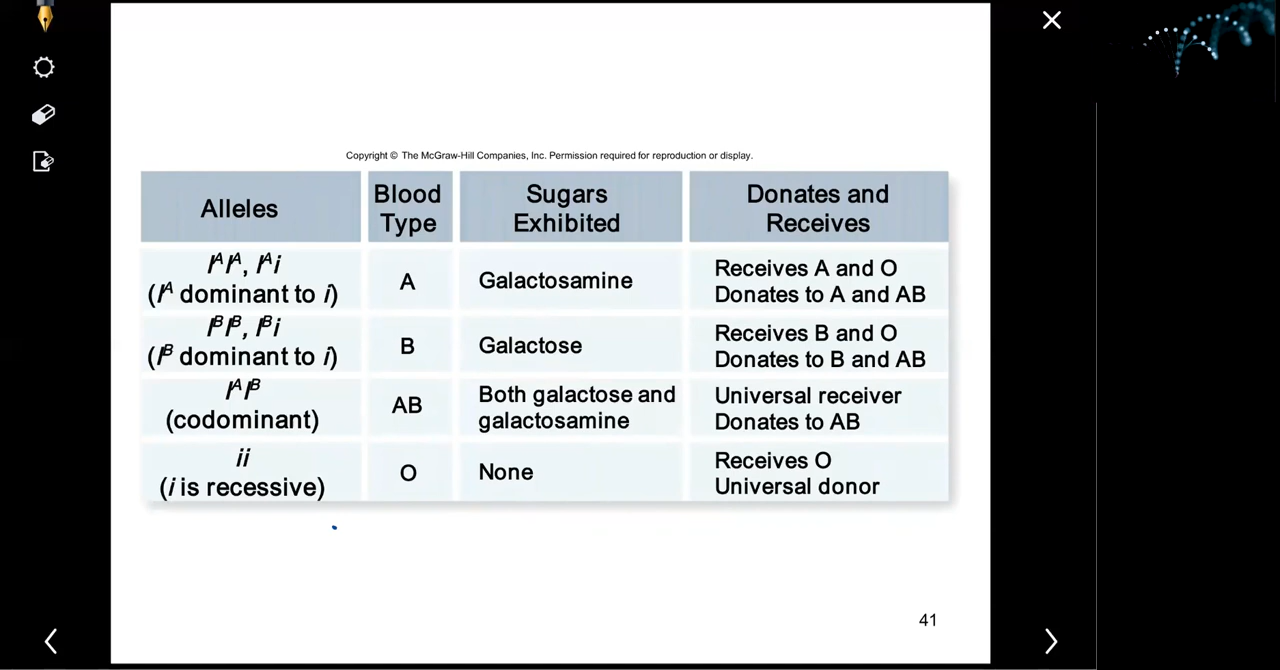 Copyright © The McGraw-Hill Companies, Inc. Permission required for reproduction or display.
Alleles
Blood
Type
Sugars
Exhibited
Donates and
Receives
IᴬIᴬ, Iᴬi
(Iᴬ dominant to i)
A
Galactosamine
Receives A and O
Donates to A and AB
IᴮIᴮ, Iᴮi
(Iᴮ dominant to i)
B
Galactose
Receives B and O
Donates to B and AB
IᴬIᴮ
(codominant)
AB
Both galactose and
galactosamine
Universal receiver
Donates to AB
ii
(i is recessive)
O
None
Receives O
Universal donor
41